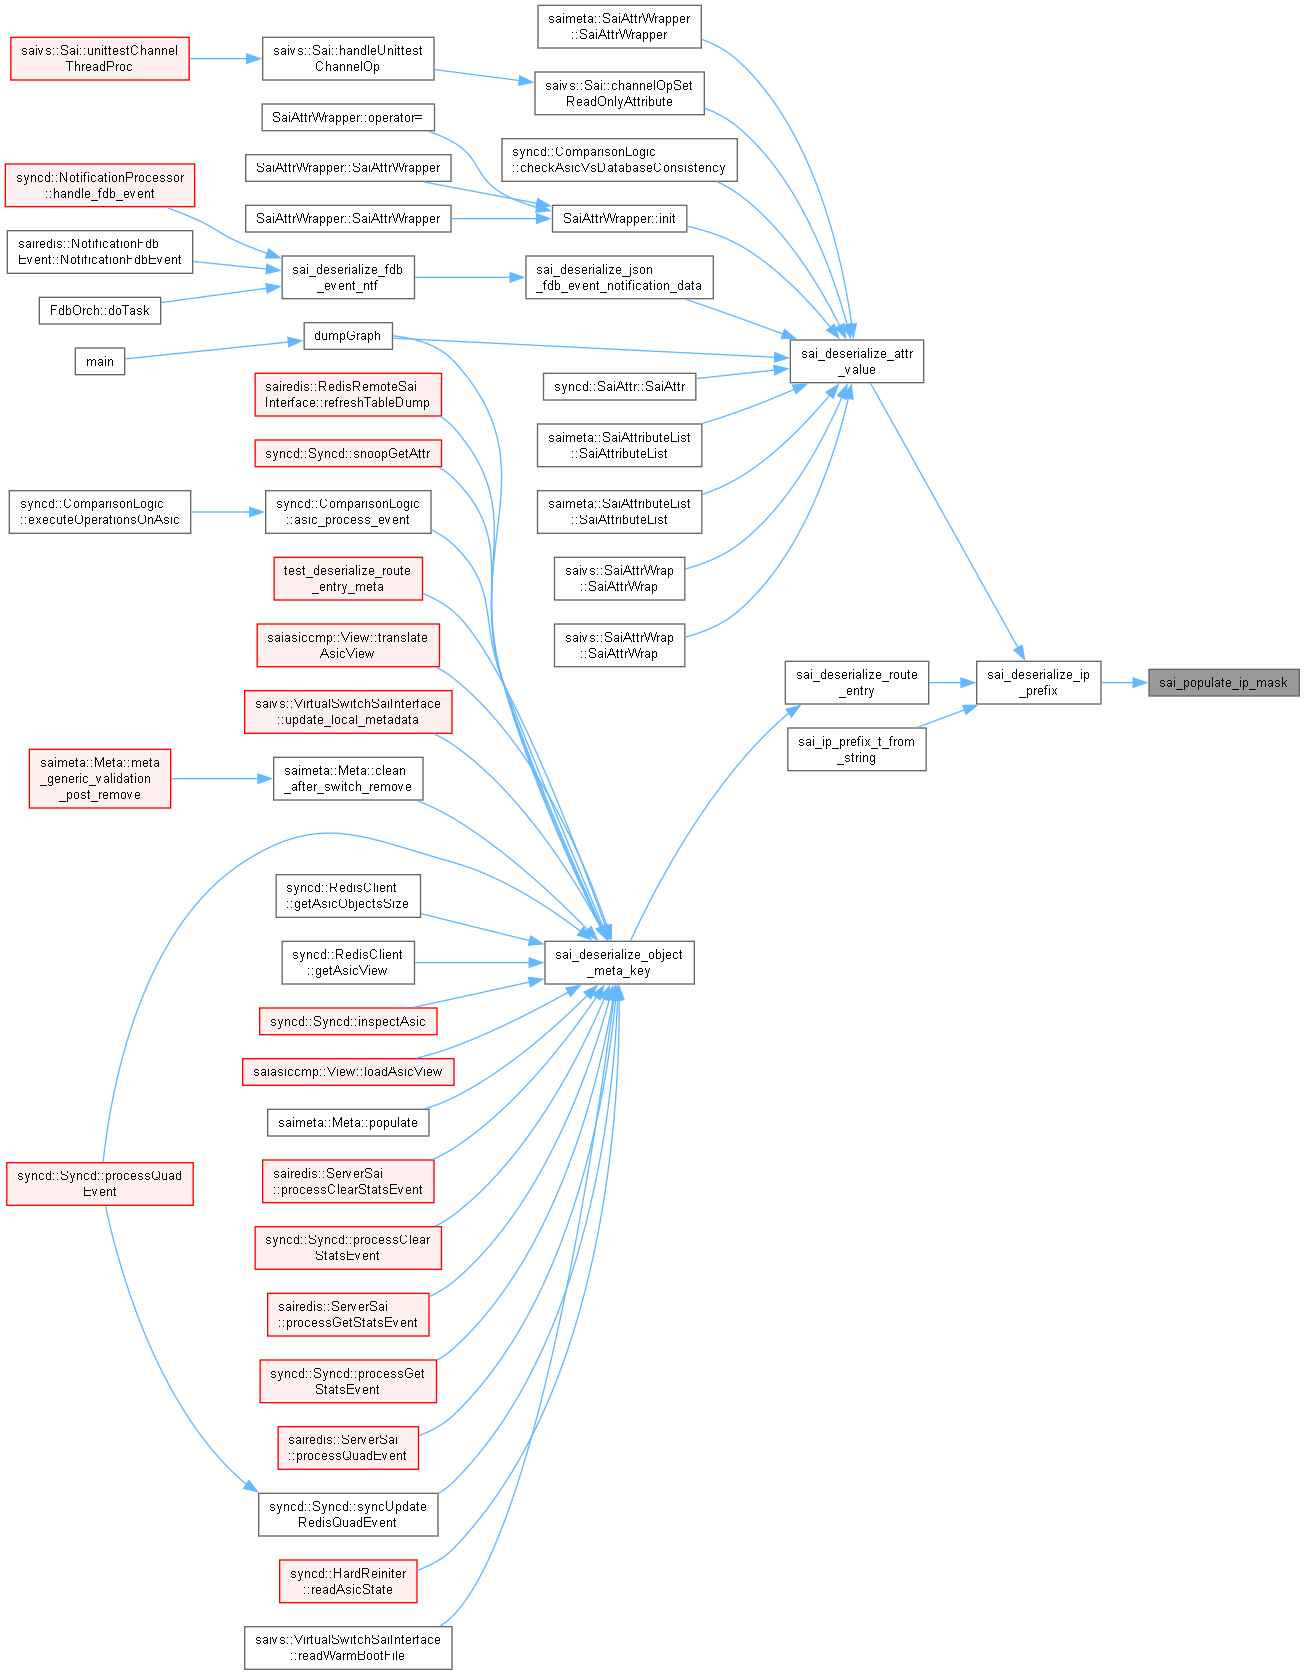 saimeta::SaiAttrWrapper
::SaiAttrWrapper
saivs::Sai::unittestChannel
ThreadProc
saivs::Sai::handleUnittest
ChannelOp
saivs::Sai::channelOpSet
ReadOnlyAttribute
SaiAttrWrapper::operator=
syncd::ComparisonLogic
::checkAsicVsDatabaseConsistency
SaiAttrWrapper::SaiAttrWrapper
syncd::NotificationProcessor
::handle_fdb_event
SaiAttrWrapper::SaiAttrWrapper
SaiAttrWrapper::init
sairedis::NotificationFdb
Event::NotificationFdbEvent
sai_deserialize_fdb
_event_ntf
sai_deserialize_json
_fdb_event_notification_data
FdbOrch::doTask
dumpGraph
main
sai_deserialize_attr
_value
sairedis::RedisRemoteSai
Interface::refreshTableDump
syncd::SaiAttr::SaiAttr
saimeta::SaiAttributeList
::SaiAttributeList
syncd::Syncd::snoopGetAttr
syncd::ComparisonLogic
::executeOperationsOnAsic
syncd::ComparisonLogic
::asic_process_event
saimeta::SaiAttributeList
::SaiAttributeList
test_deserialize_route
_entry_meta
saivs::SaiAttrWrap
::SaiAttrWrap
saiasiccmp::View::translate
AsicView
saivs::SaiAttrWrap
::SaiAttrWrap
sai_deserialize_route
_entry
sai_deserialize_ip
_prefix
sai_populate_ip_mask
saivs::VirtualSwitchSaiInterface
::update_local_metadata
sai_ip_prefix_t_from
_string
saimeta::Meta::meta
_generic_validation
_post_remove
saimeta::Meta::clean
_after_switch_remove
syncd::RedisClient
::getAsicObjectsSize
syncd::RedisClient
::getAsicView
sai_deserialize_object
_meta_key
syncd::Syncd::inspectAsic
saiasiccmp::View::loadAsicView
saimeta::Meta::populate
syncd::Syncd::processQuad
Event
sairedis::ServerSai
::processClearStatsEvent
syncd::Syncd::processClear
StatsEvent
sairedis::ServerSai
::processGetStatsEvent
syncd::Syncd::processGet
StatsEvent
sairedis::ServerSai
::processQuadEvent
syncd::Syncd::syncUpdate
RedisQuadEvent
syncd::HardReiniter
::readAsicState
saivs::VirtualSwitchSaiInterface
::readWarmBootFile